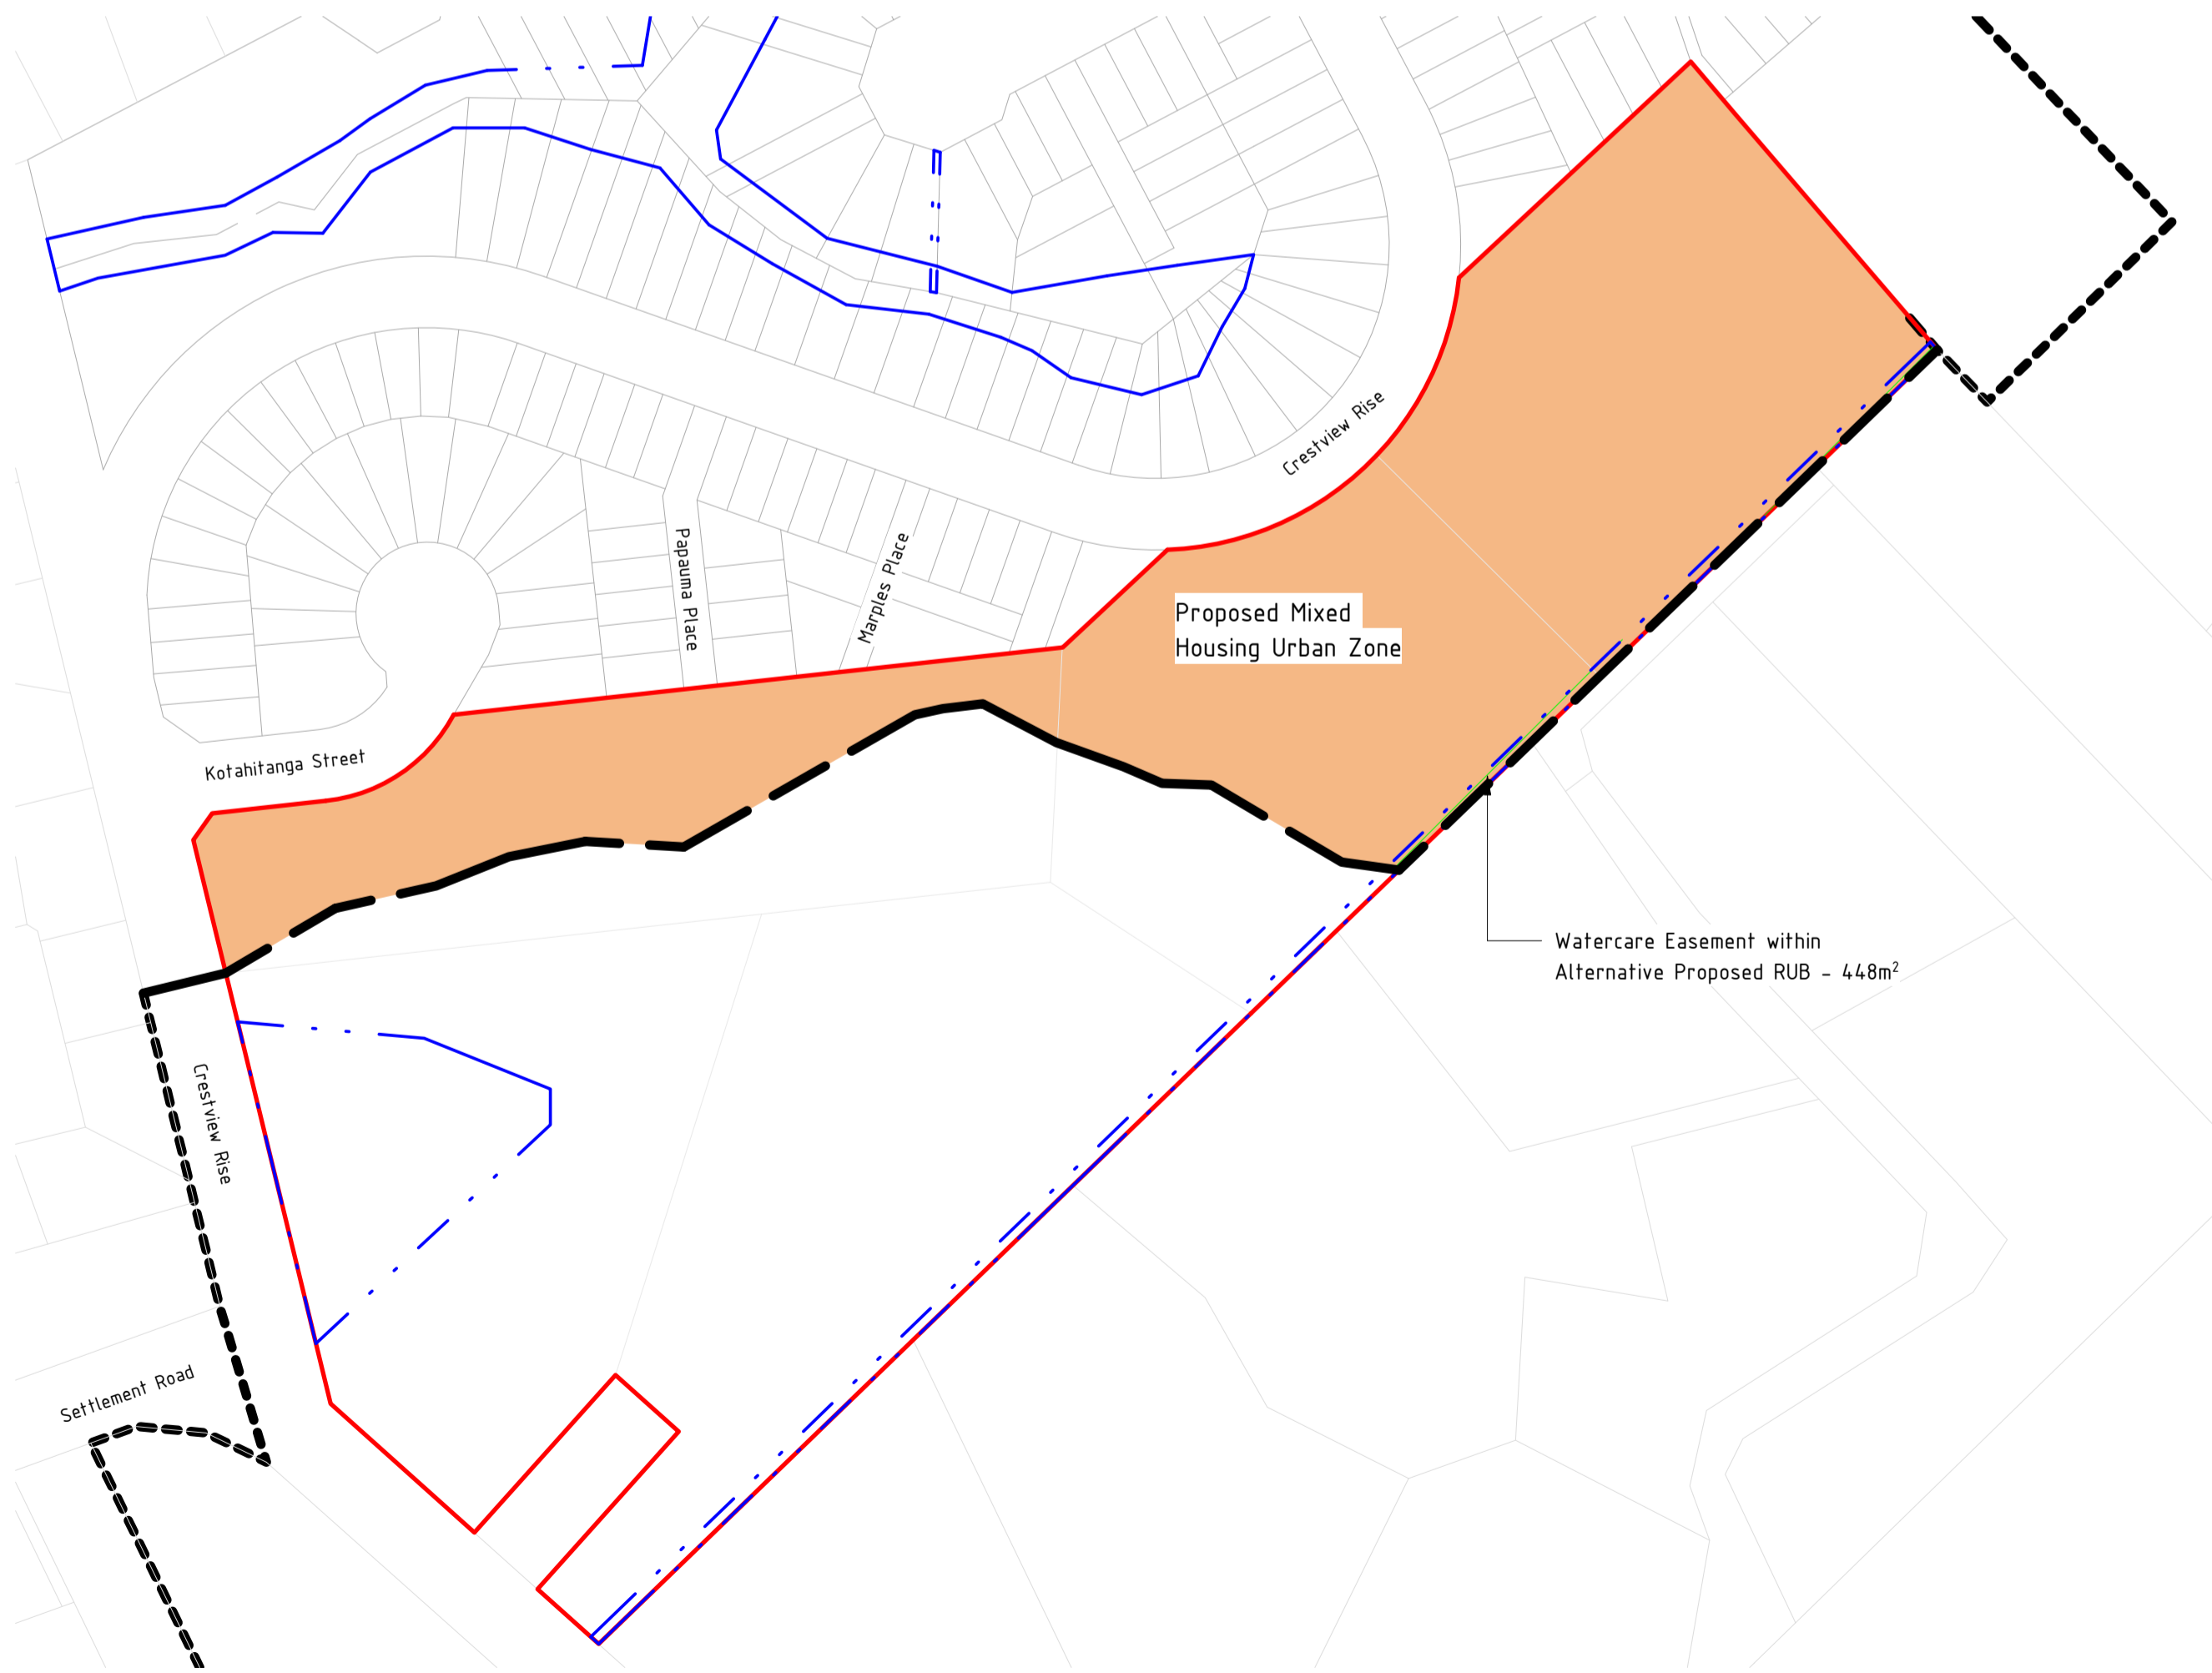 Crestview Rise
Papauma Place
Marples Place
Proposed Mixed
Housing Urban Zone
Kotahitanga Street
Watercare Easement within
Alternative Proposed RUB - 448m²
Crestview Rise
Settlement Road